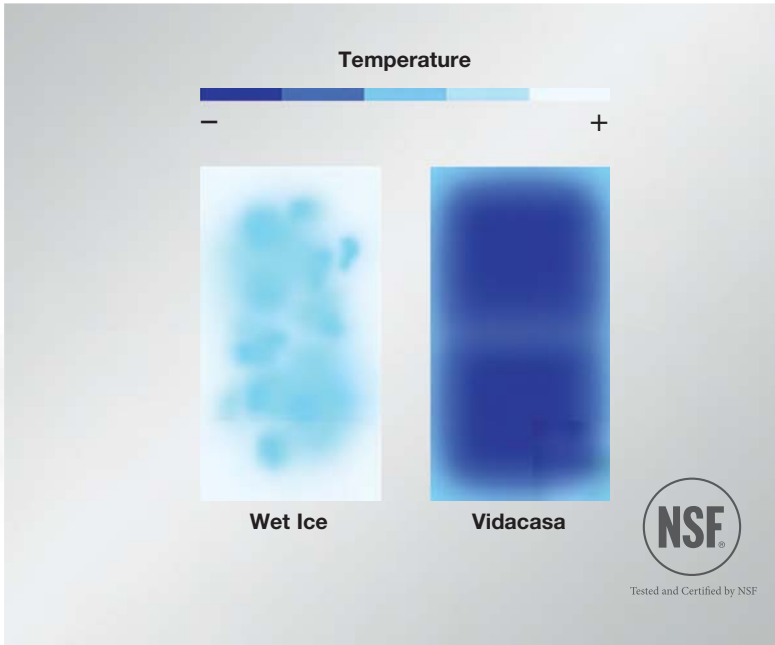 Temperature
− +
Wet Ice Vidacasa
NSF®
Tested and Certified by NSF